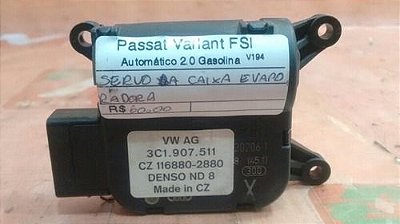 Passat Variant FSI
Automático 2.0 Gasolina V194
SERVO DA CAIXA EVAPO
RADORA
R$ 60.00
VW AG
3C1.907.511
CZ 116880-2880
DENSO ND 8
Made in CZ
X